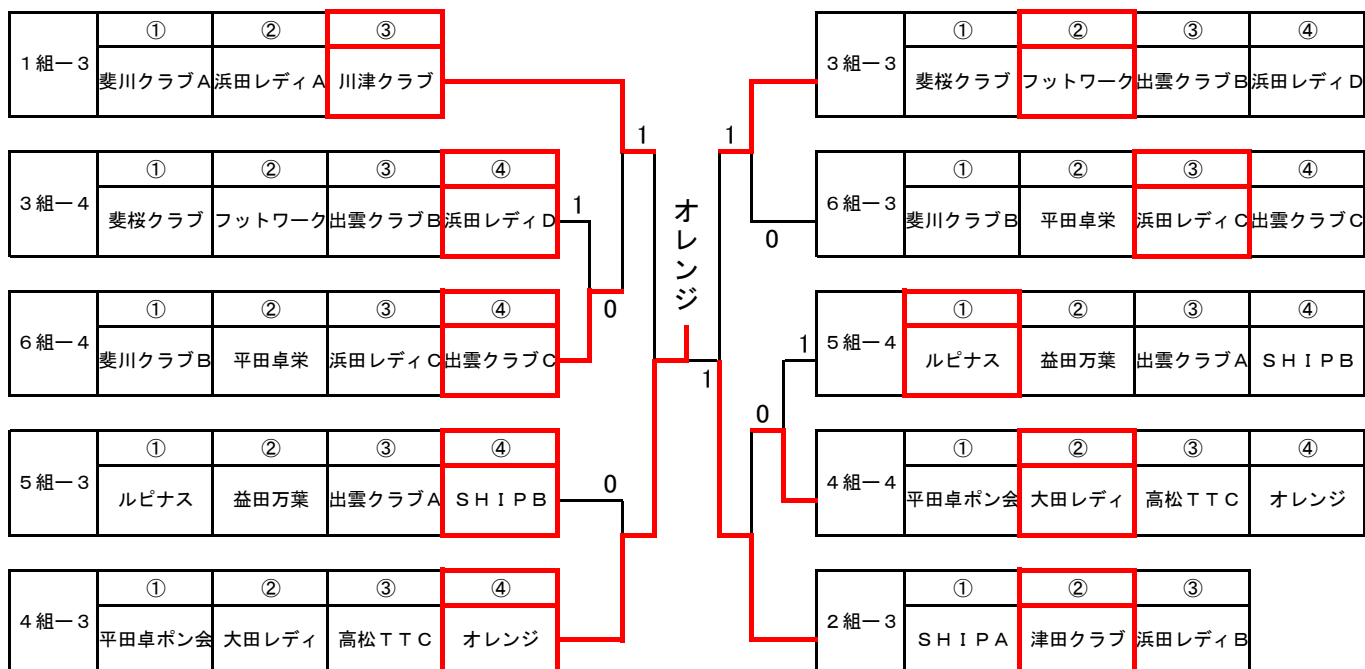 ① ② ③
1組－3 斐川クラブA 浜田レディA 川津クラブ
① ② ③ ④
3組－4 斐桜クラブ フットワーク 出雲クラブB 浜田レディD
① ② ③ ④
6組－4 斐川クラブB 平田卓栄 浜田レディC 出雲クラブC
① ② ③ ④
5組－3 ルピナス 益田万葉 出雲クラブA SHIPB
① ② ③ ④
4組－3 平田卓ポン会 大田レディ 高松TTC オレンジ
1
1
0
0
オレンジ
1
1
0
1
0
① ② ③ ④
3組－3 斐桜クラブ フットワーク 出雲クラブB 浜田レディD
① ② ③ ④
6組－3 斐川クラブB 平田卓栄 浜田レディC 出雲クラブC
① ② ③ ④
5組－4 ルピナス 益田万葉 出雲クラブA SHIPB
① ② ③ ④
4組－4 平田卓ポン会 大田レディ 高松TTC オレンジ
① ② ③
2組－3 SHIPA 津田クラブ 浜田レディB